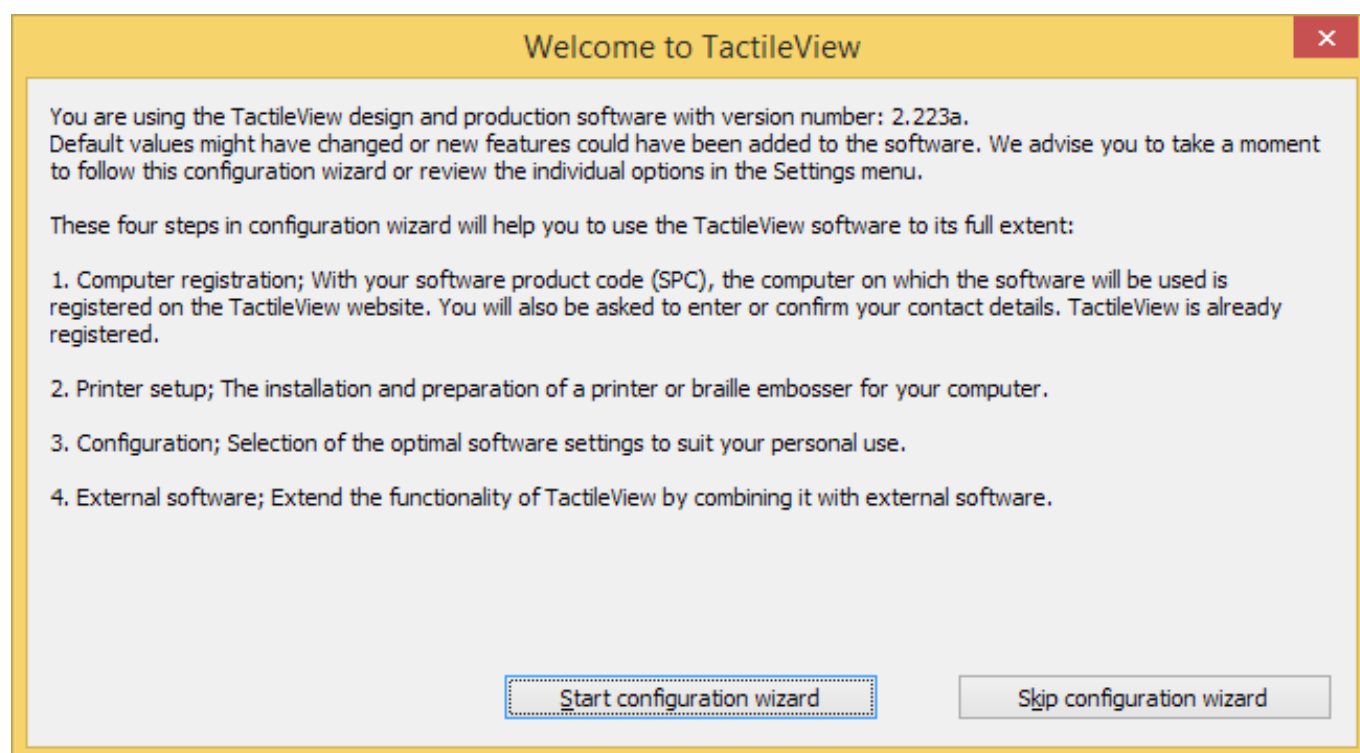 Welcome to TactileView
You are using the TactileView design and production software with version number: 2.223a.
Default values might have changed or new features could have been added to the software. We advise you to take a moment
to follow this configuration wizard or review the individual options in the Settings menu.
These four steps in configuration wizard will help you to use the TactileView software to its full extent:
1. Computer registration; With your software product code (SPC), the computer on which the software will be used is
registered on the TactileView website. You will also be asked to enter or confirm your contact details. TactileView is already
registered.
2. Printer setup; The installation and preparation of a printer or braille embosser for your computer.
3. Configuration; Selection of the optimal software settings to suit your personal use.
4. External software; Extend the functionality of TactileView by combining it with external software.
Start configuration wizard
Skip configuration wizard